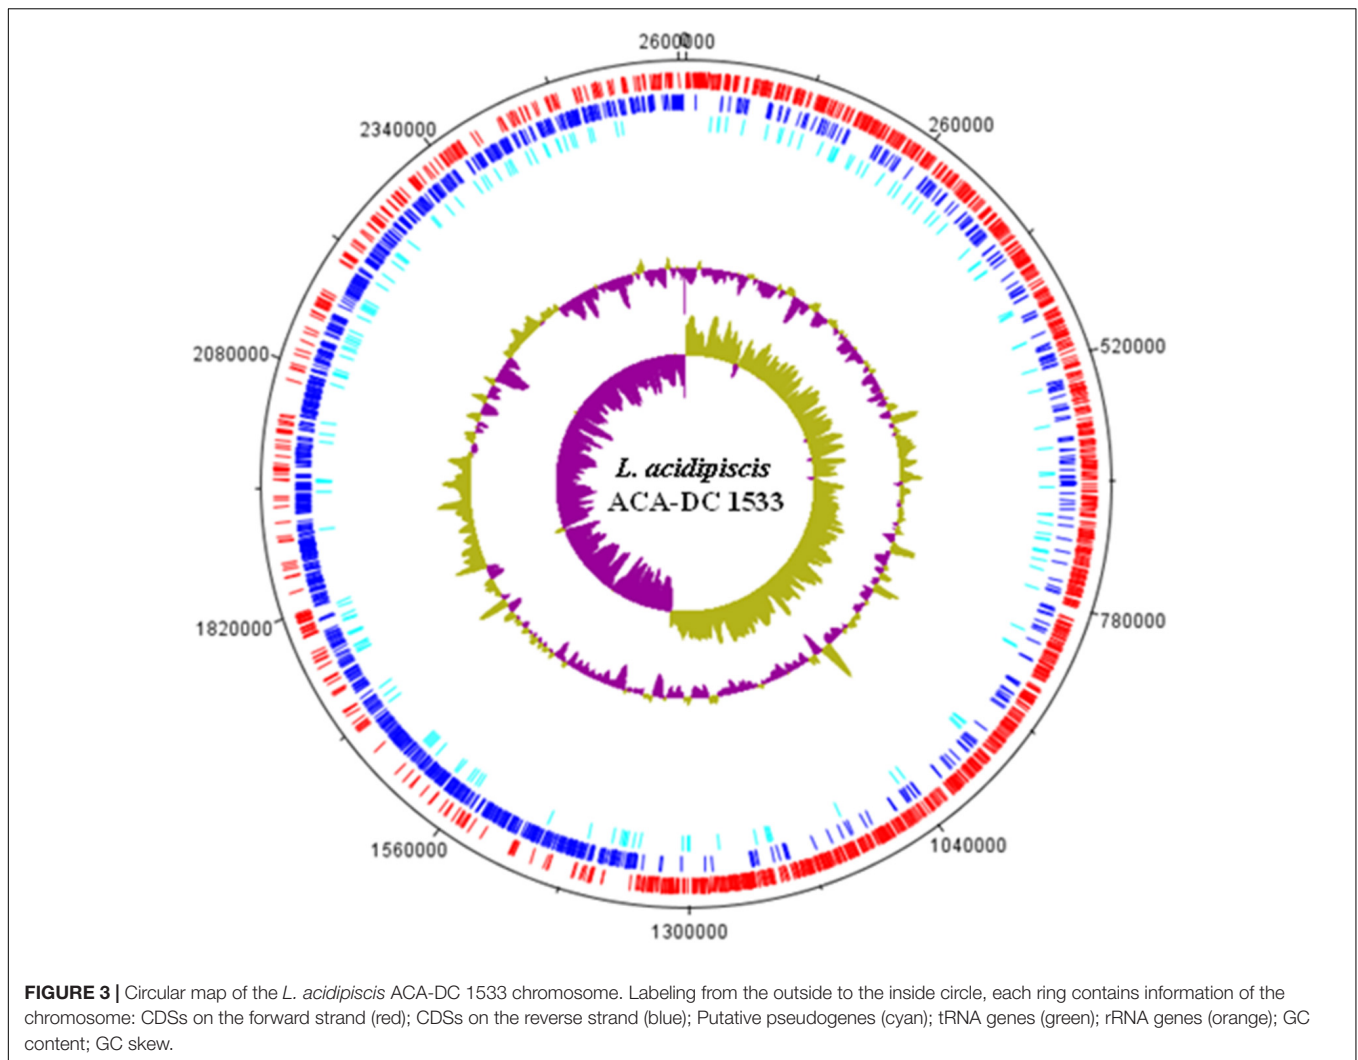 2600000
0
260000
2340000
520000
2080000
L. acidipiscis
ACA-DC 1533
780000
1820000
1040000
1560000
1300000
FIGURE 3 | Circular map of the L. acidipiscis ACA-DC 1533 chromosome. Labeling from the outside to the inside circle, each ring contains information of the
chromosome: CDSs on the forward strand (red); CDSs on the reverse strand (blue); Putative pseudogenes (cyan); tRNA genes (green); rRNA genes (orange); GC
content; GC skew.